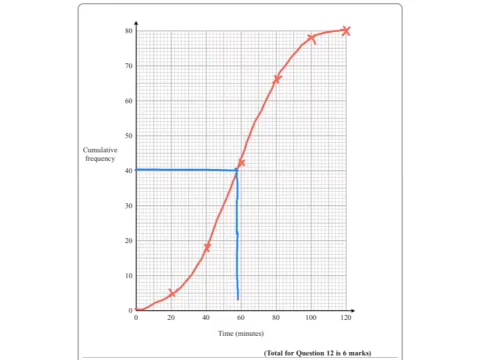 80
70
60
50
Cumulative
frequency
40
30
20
10
0
0 20 40 60 80 100 120
Time (minutes)
(Total for Question 12 is 6 marks)